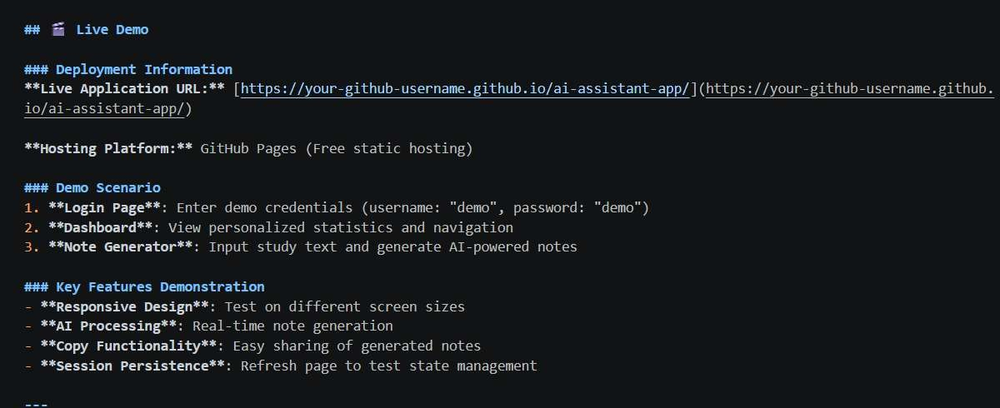 ## 🎬 Live Demo
### Deployment Information
**Live Application URL:** [https://your-github-username.github.io/ai-assistant-app/](https://your-github-username.github.
io/ai-assistant-app/)
**Hosting Platform:** GitHub Pages (Free static hosting)
### Demo Scenario
1. **Login Page**: Enter demo credentials (username: "demo", password: "demo")
2. **Dashboard**: View personalized statistics and navigation
3. **Note Generator**: Input study text and generate AI-powered notes
### Key Features Demonstration
- **Responsive Design**: Test on different screen sizes
- **AI Processing**: Real-time note generation
- **Copy Functionality**: Easy sharing of generated notes
- **Session Persistence**: Refresh page to test state management
---